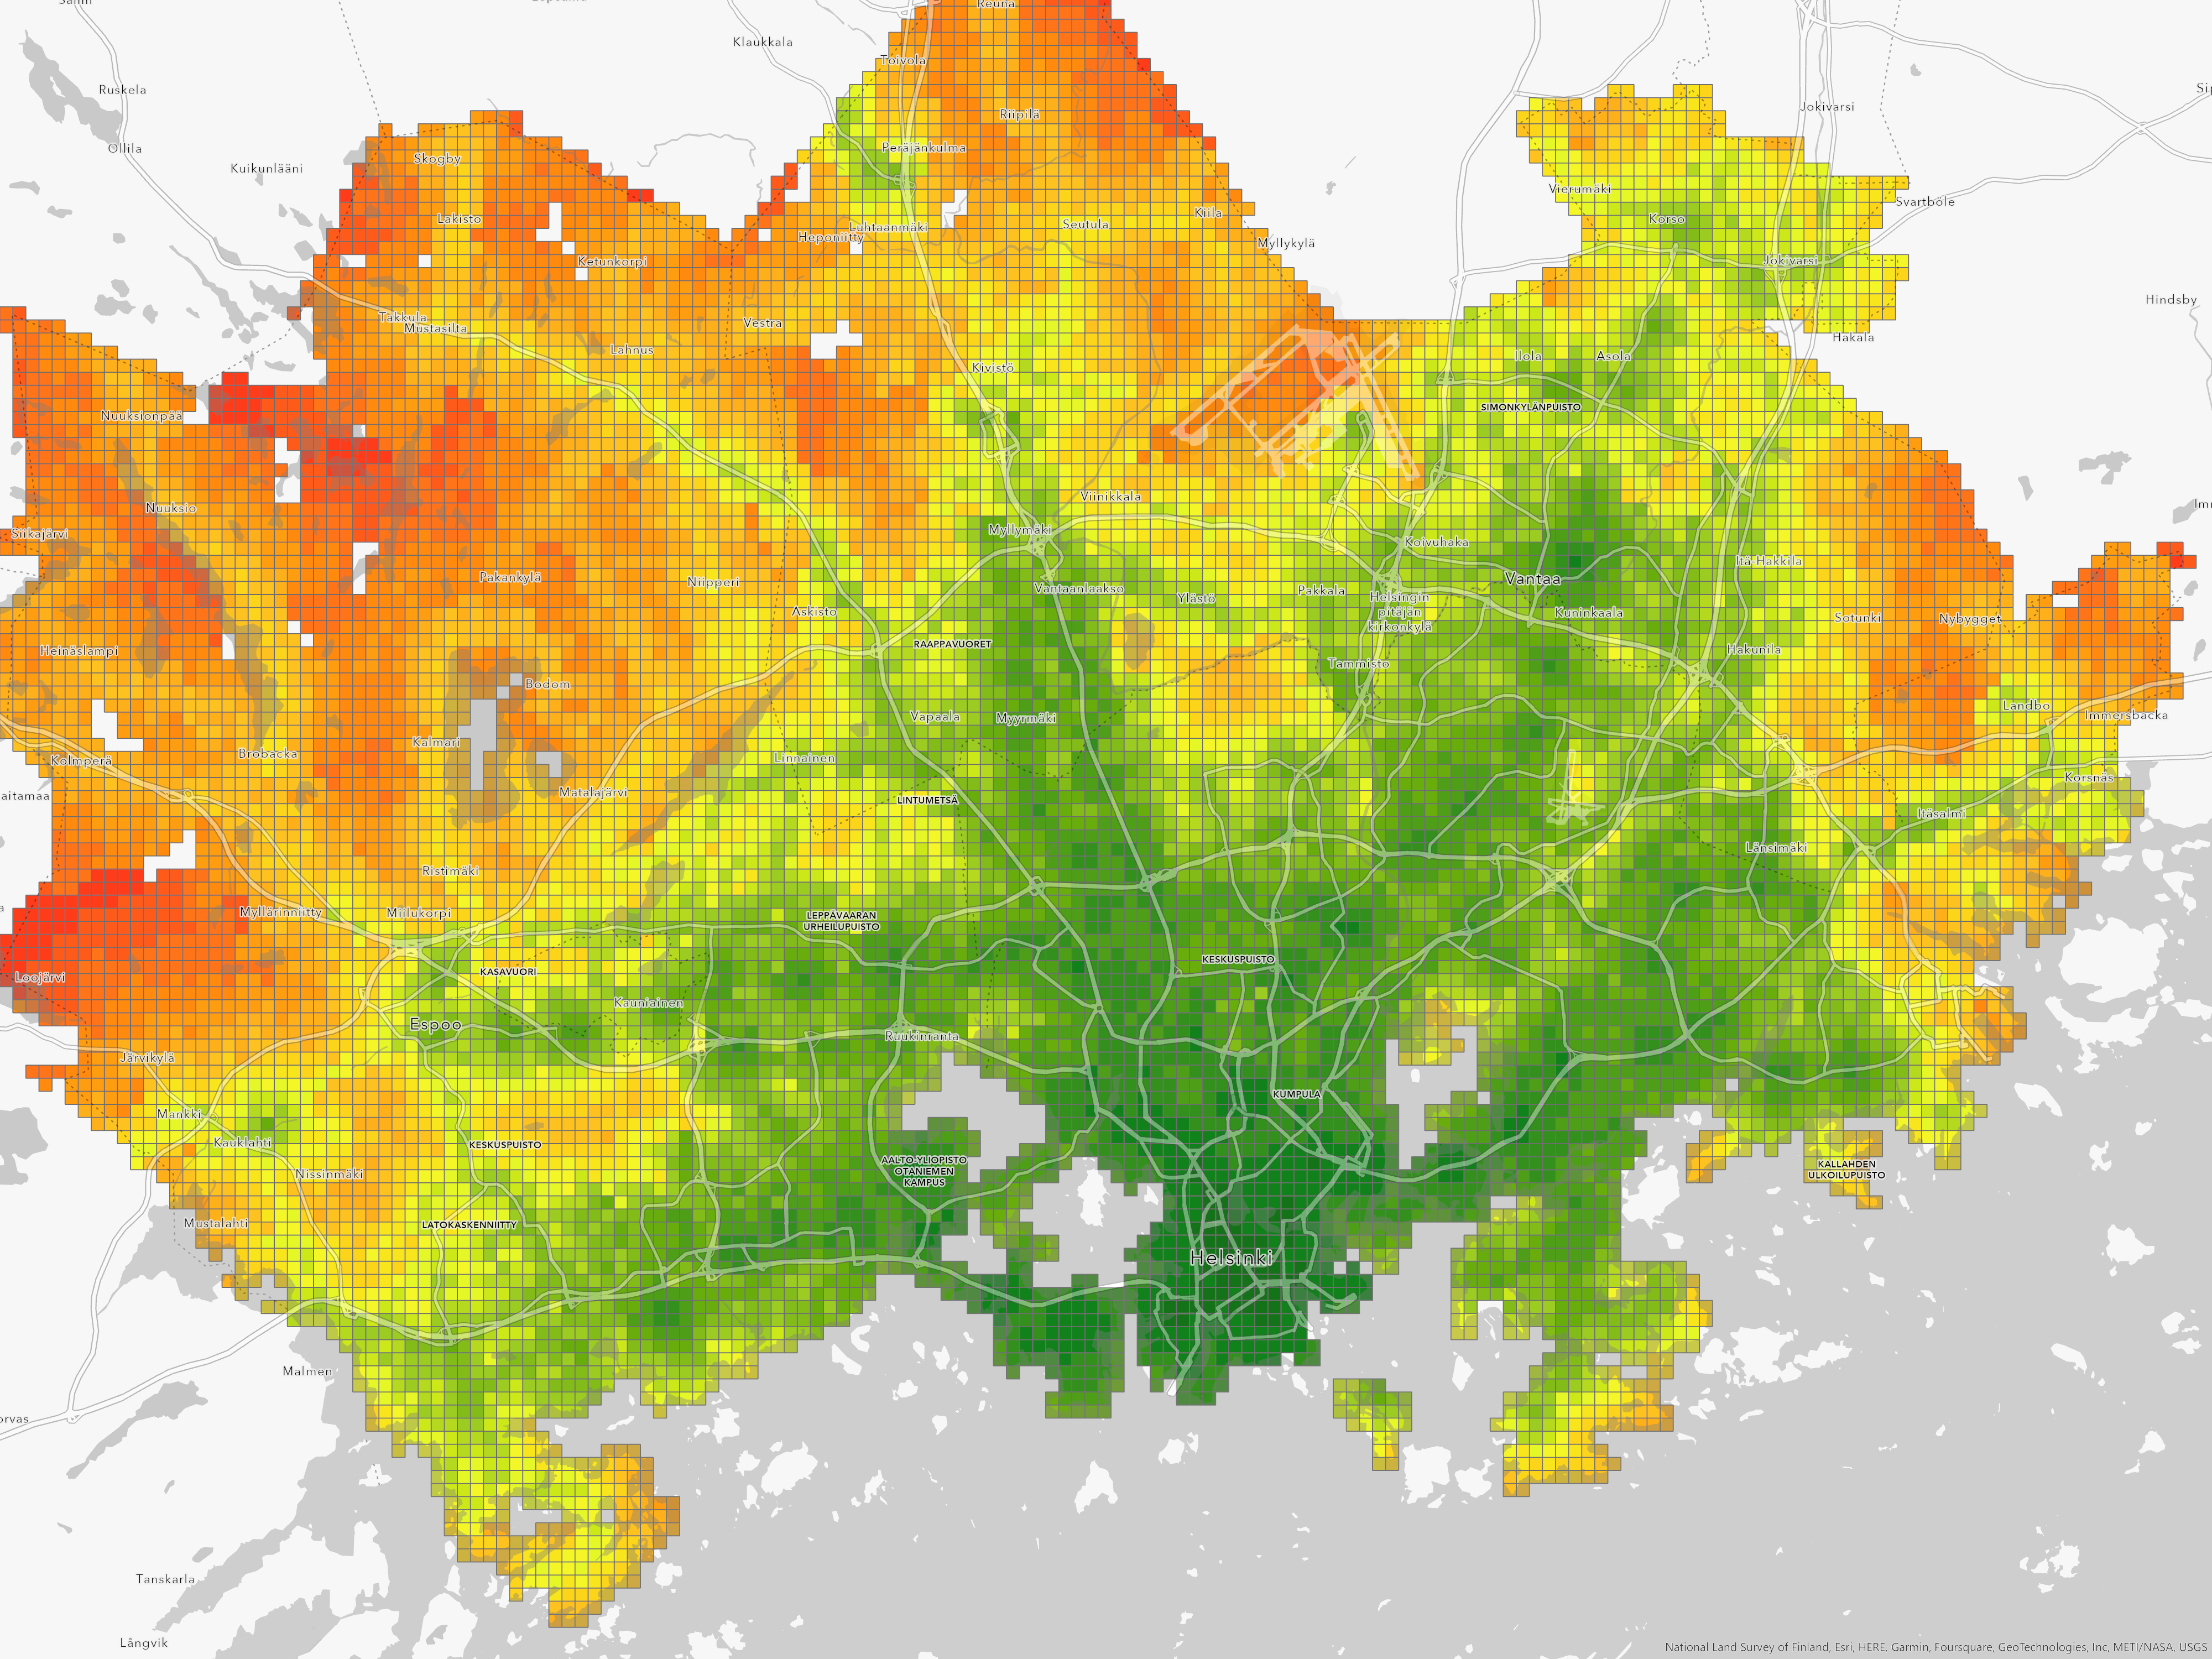 Reuna
Klaukkala
Toivola
Ruskela
Riipilä
Jokivarsi
Ollila
Peräjänkulma
Skogby
Kuikunlääni
Vierumäki
Svartböle
Lakisto
Korso
Kiila
Luhtaanmäki
Seutula
Heponiitty
Myllykylä
Ketunkorpi
Jokivarsi
Hindsby
Takkula
Mustasilta
Vestra
Hakala
Lahnus
Ilola
Asola
Kivistö
SIMONKYLÄNPUISTO
Nuuksionpää
Viinikkala
Nuuksio
Myllymäki
Siikajärvi
Koivuhaka
Itä-Hakkila
Pakankylä
Vantaa
Niipperi
Vantaanlaakso
Pakkala
Ylästö
Helsingin
pitäjän
kirkonkylä
Askisto
Kuninkaala
Sotunki
Nybygget
RAAPPAVUORET
Heinäslampi
Hakunila
Tammisto
Bodom
Landbo
Vapaala
Myyrmäki
Immersbacka
Kalmari
Brobacka
Linnainen
Kolmperä
Korsnäs
Matalajärvi
aitamaa
LINTUMETSÄ
Itäsalmi
Länsimäki
Ristimäki
Myllärinniitty
Miilukorpi
LEPPÄVAARAN
URHEILUPUISTO
KESKUSPUISTO
KASAVUORI
Loojärvi
Kauniainen
Espoo
Ruukinranta
Järvikylä
KUMPULA
Mankki
Kauklahti
KESKUSPUISTO
AALTO-YLIOPISTO
OTANIEMEN
KAMPUS
KALLAHDEN
ULKOILUPUISTO
Nissinmäki
Mustalahti
LATOKASKENNIITTY
Helsinki
Malmen
orvas
Tanskarla
Långvik
National Land Survey of Finland, Esri, HERE, Garmin, Foursquare, GeoTechnologies, Inc, METI/NASA, USGS